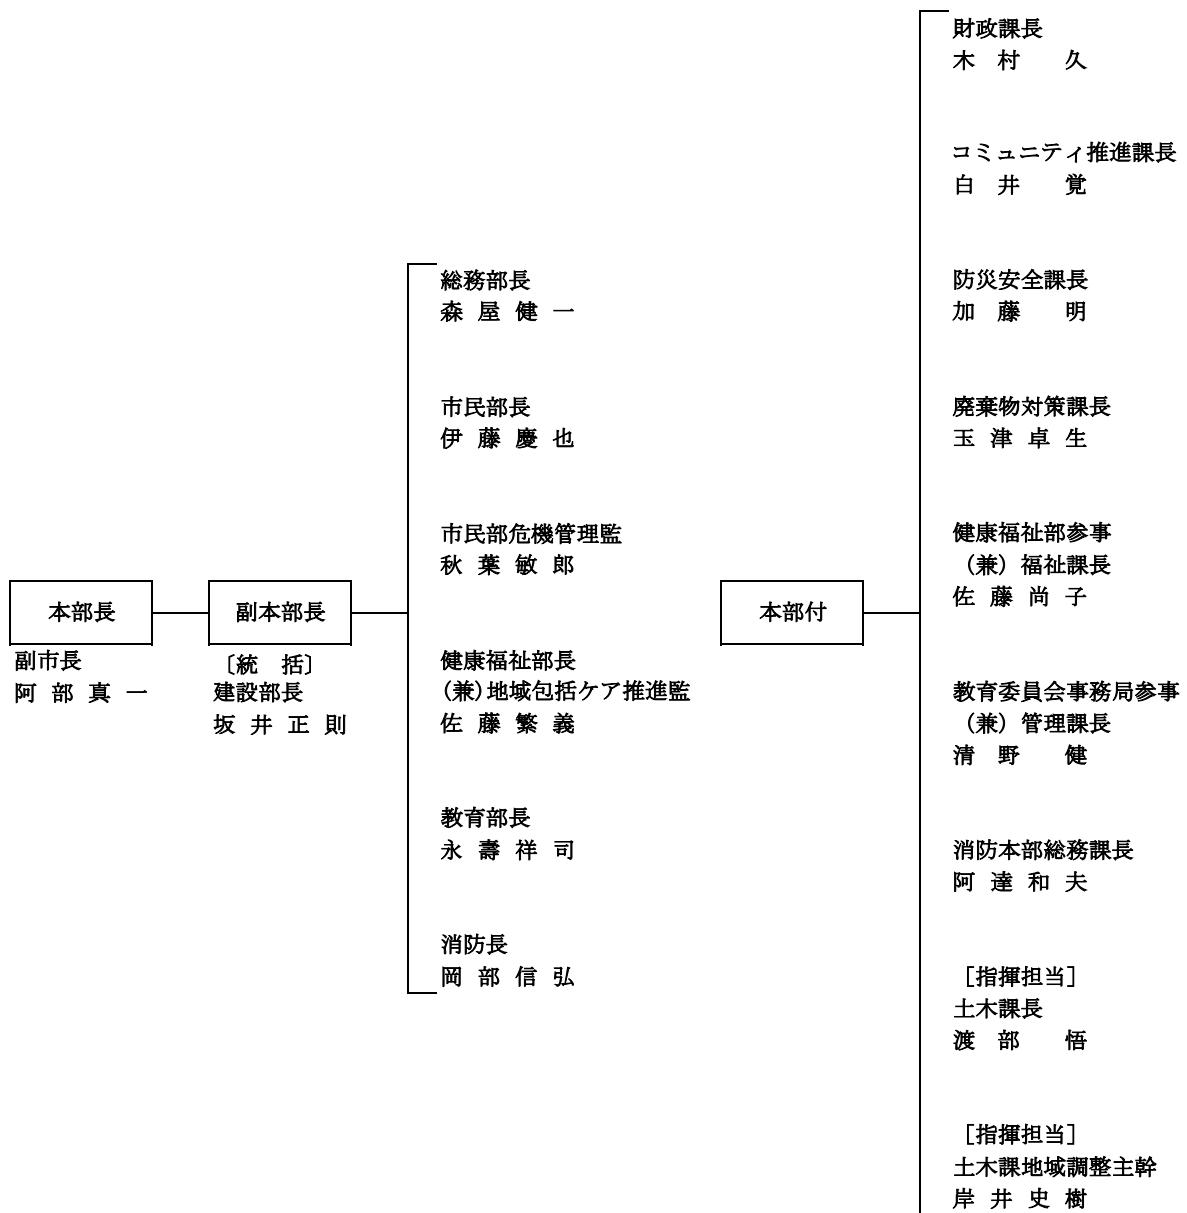 本部長
副市長
阿 部 真 一
副本部長
〔統　括〕
建設部長
坂 井 正 則
総務部長
森 屋 健 一
市民部長
伊 藤 慶 也
市民部危機管理監
秋 葉 敏 郎
健康福祉部長
(兼)地域包括ケア推進監
佐 藤 繁 義
教育部長
永 壽 祥 司
消防長
岡 部 信 弘
本部付
財政課長
木　村　　久
コミュニティ推進課長
白　井　　覚
防災安全課長
加　藤　　明
廃棄物対策課長
玉 津 卓 生
健康福祉部参事
（兼）福祉課長
佐 藤 尚 子
教育委員会事務局参事
（兼）管理課長
清　野　　健
消防本部総務課長
阿 達 和 夫
［指揮担当］
土木課長
渡　部　　悟
［指揮担当］
土木課地域調整主幹
岸 井 史 樹